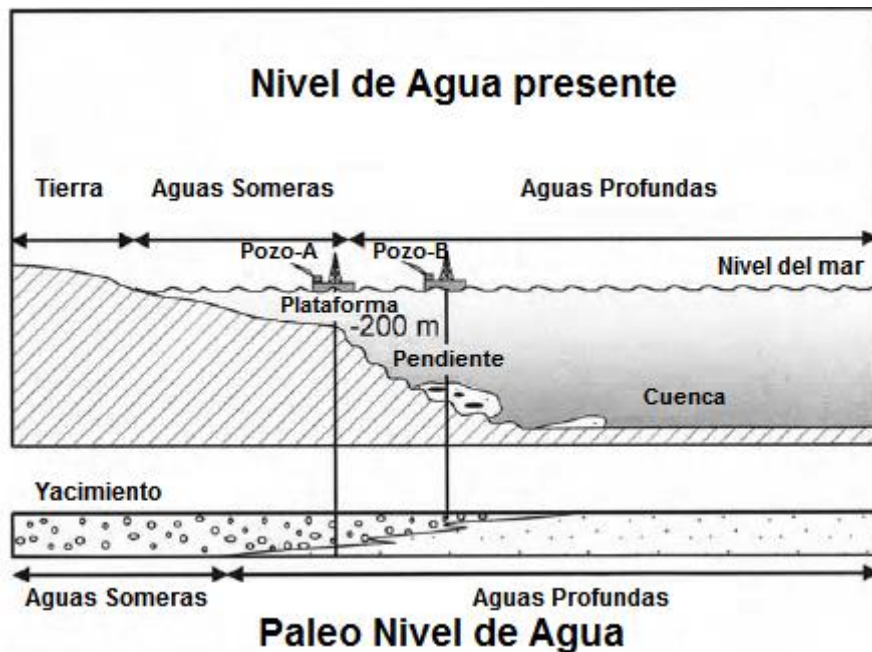 Nivel de Agua presente
Tierra
Aguas Someras
Aguas Profundas
Pozo-A
Pozo-B
Nivel del mar
Plataforma
-200 m
Pendiente
Cuenca
Yacimiento
Aguas Someras
Aguas Profundas
Paleo Nivel de Agua